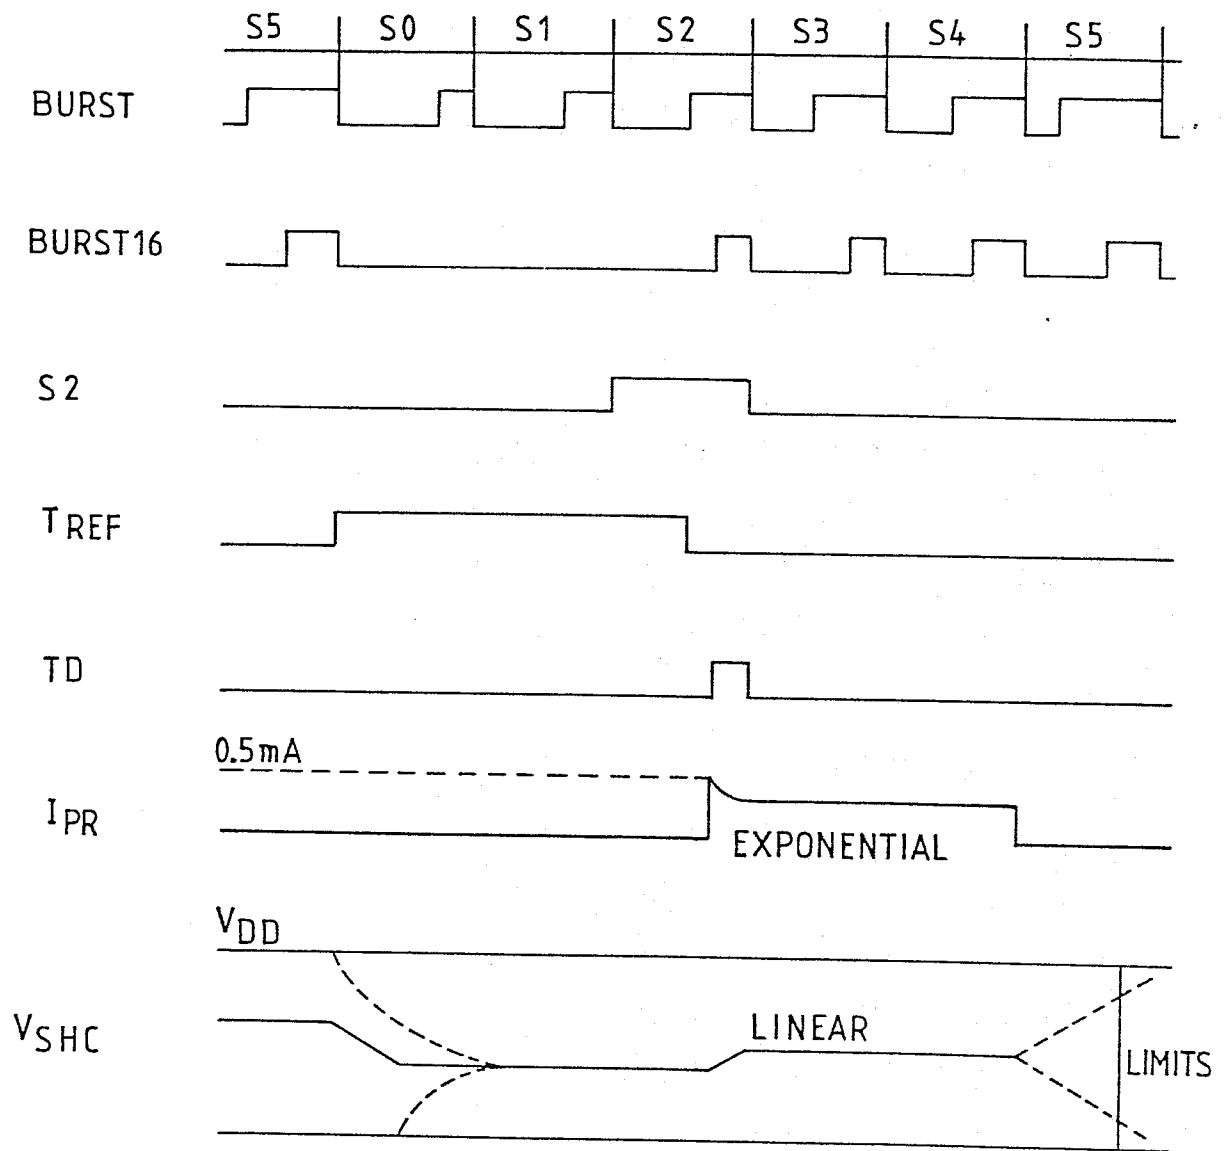 S5 S0 S1 S2 S3 S4 S5
BURST
BURST16
S2
TREF
TD
0.5mA
IPR
EXPONENTIAL
VDD
VSHC
LINEAR
LIMITS